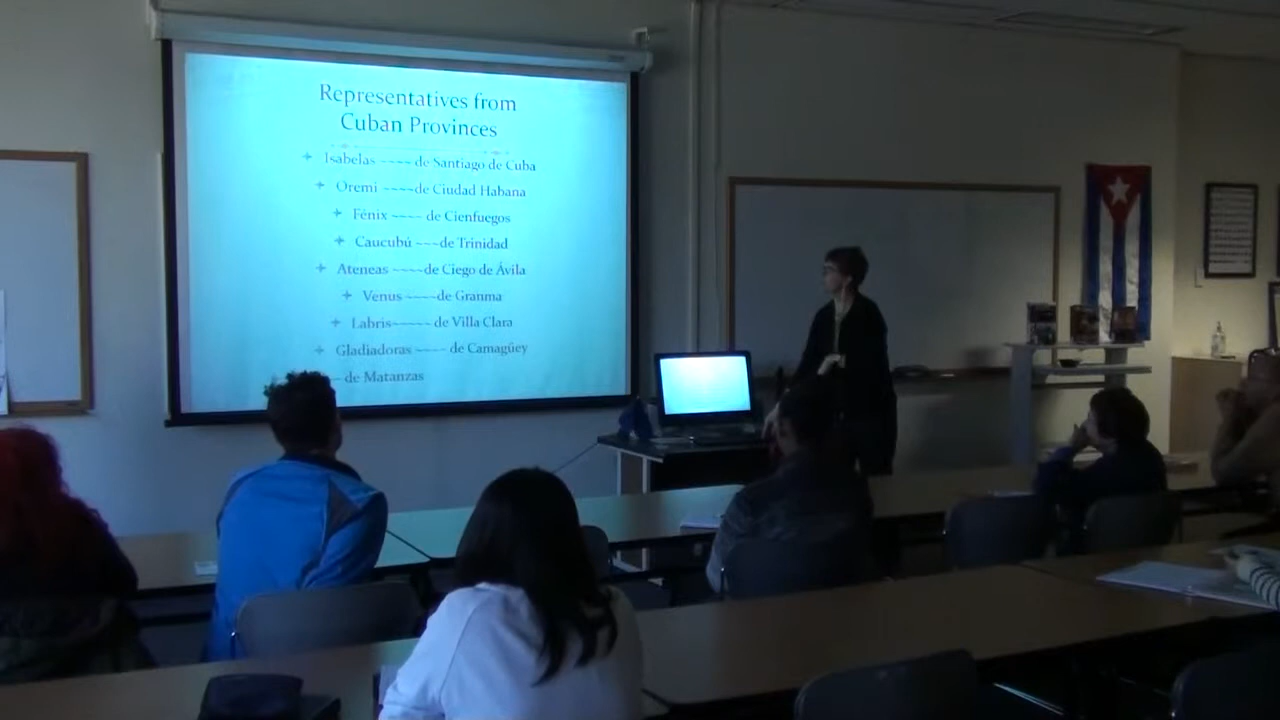 Representatives from
Cuban Provinces
Isabelas ~~~~ de Santiago de Cuba
Oremi ~~~~de Ciudad Habana
Fénix ~~~~ de Cienfuegos
Caucubú ~~~de Trinidad
Ateneas ~~~~de Ciego de Ávila
Venus ~~~~de Granma
Labris~~~~~ de Villa Clara
Gladiadoras ~~~~ de Camagüey
de Matanzas